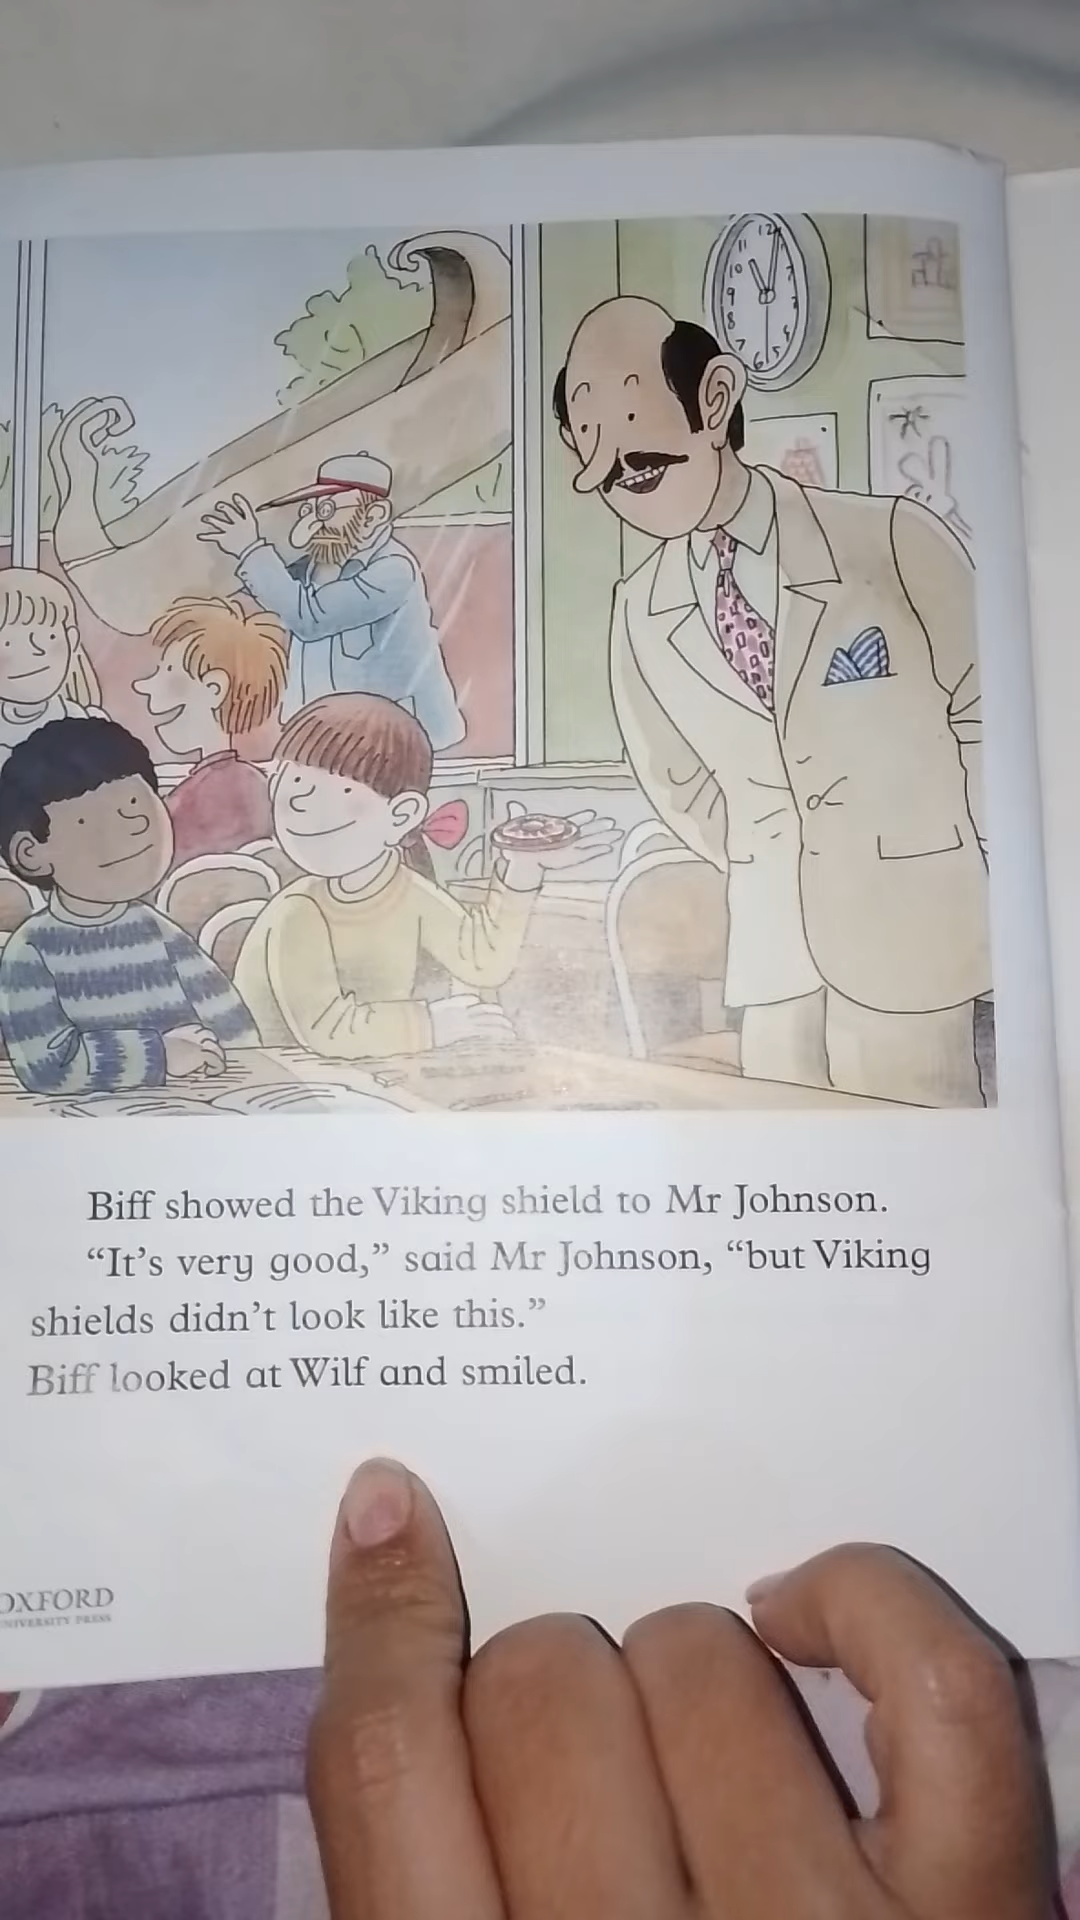 Biff showed the Viking shield to Mr Johnson.
“It’s very good,” said Mr Johnson, “but Viking
shields didn’t look like this.”
Biff looked at Wilf and smiled.
OXFORD
UNIVERSITY PRESS